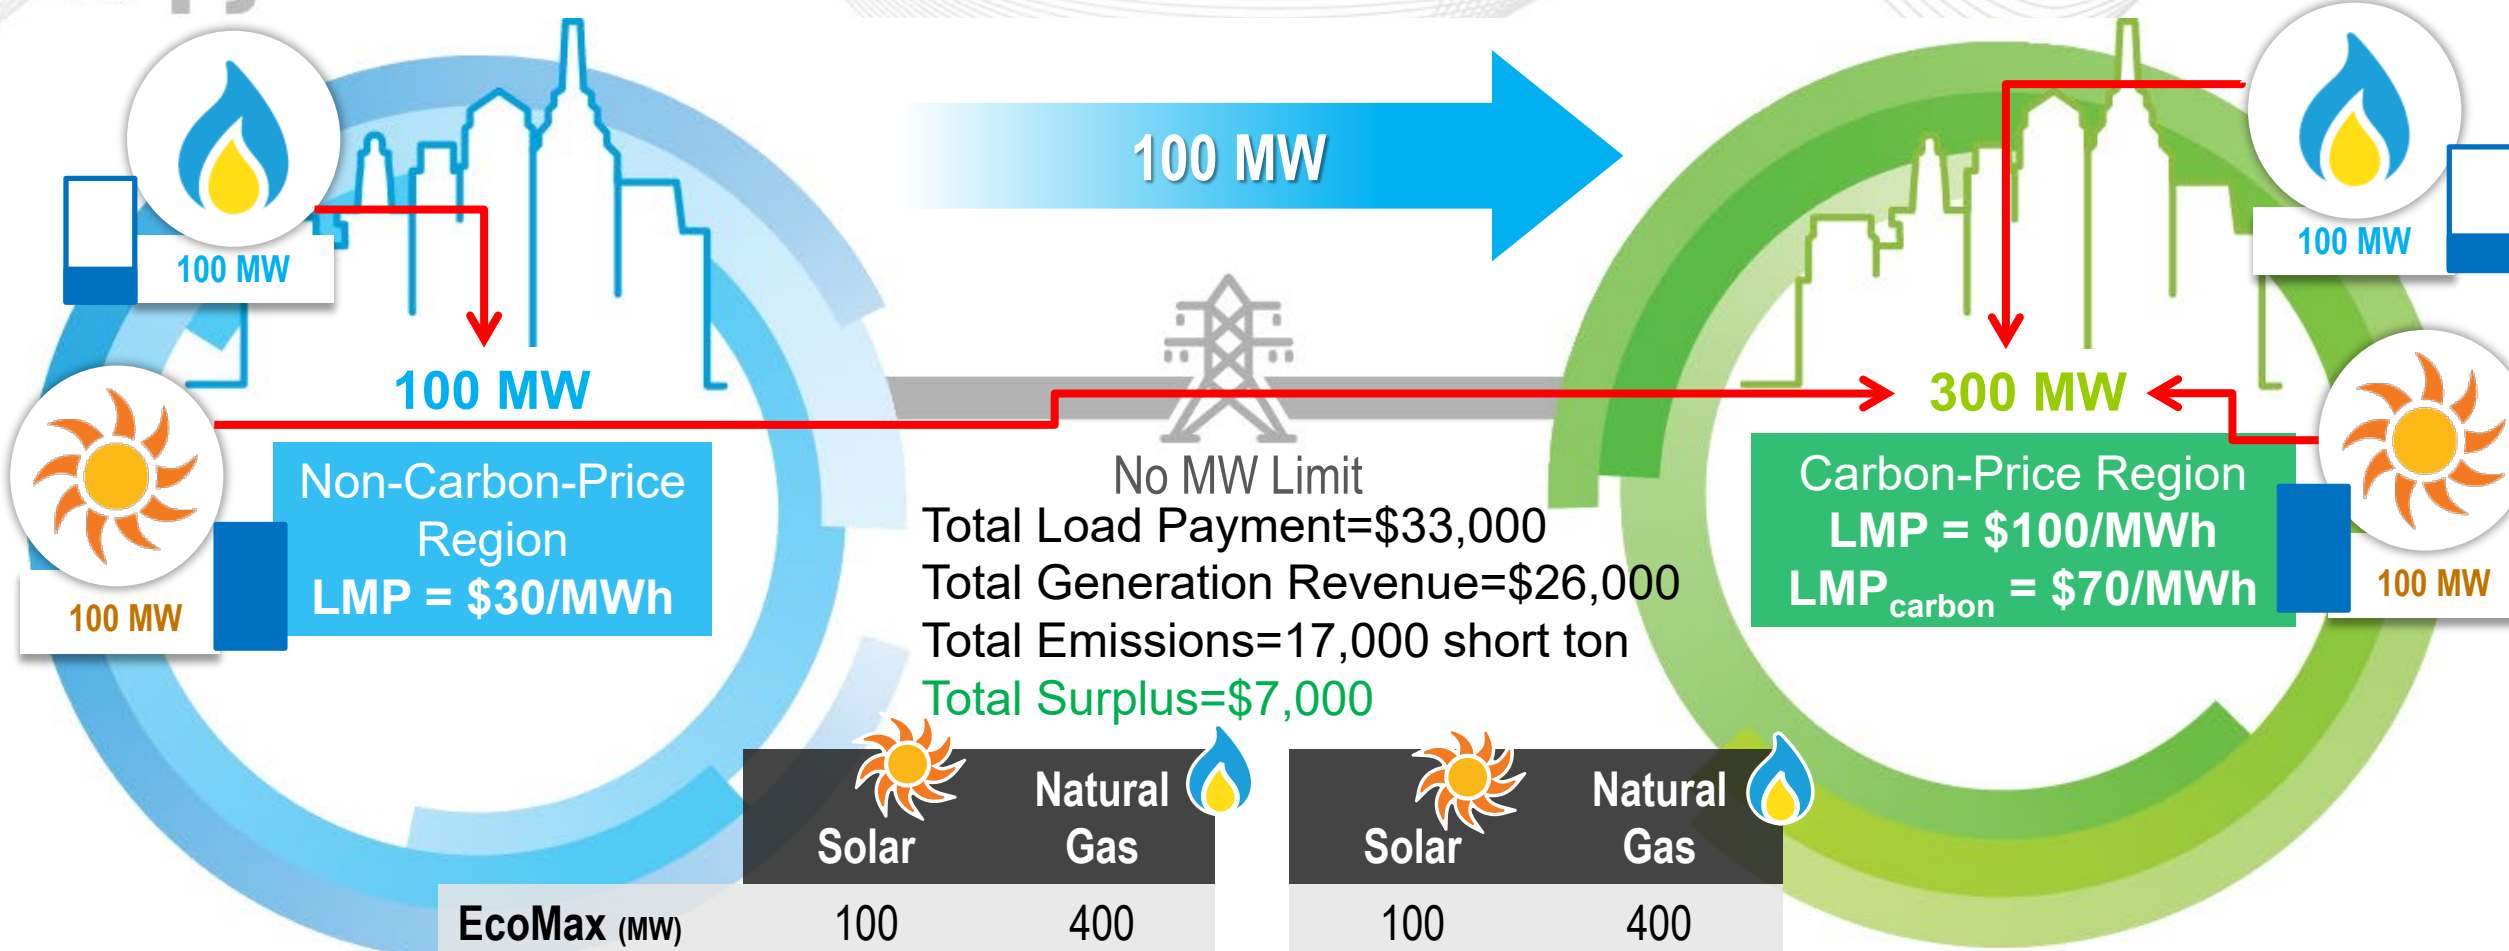 100 MW
100 MW
100 MW
100 MW
300 MW
Non-Carbon-Price
Region
LMP = $30/MWh
100 MW
No MW Limit
Total Load Payment=$33,000
Total Generation Revenue=$26,000
Total Emissions=17,000 short ton
Total Surplus=$7,000
Carbon-Price Region
LMP = $100/MWh
LMPcarbon = $70/MWh
100 MW
Solar Natural Gas Solar Natural Gas
EcoMax (MW) 100 400 100 400